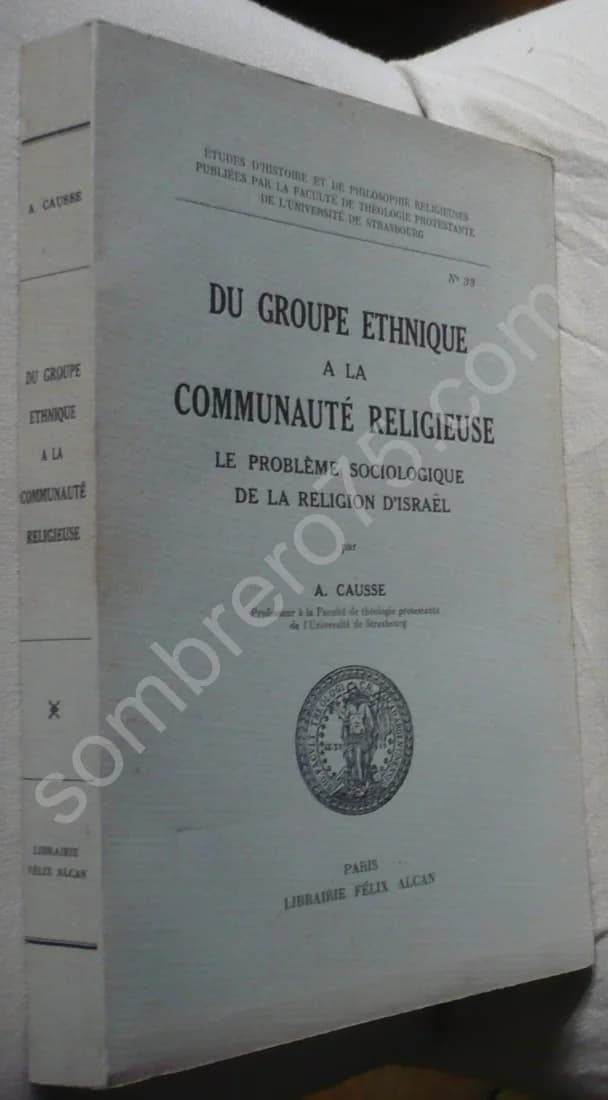 A. CAUSSE
DU GROUPE
ETHNIQUE
A LA
COMMUNAUTÉ
RELIGIEUSE
LIBRAIRIE
FÉLIX ALCAN
ÉTUDES D'HISTOIRE ET DE PHILOSOPHIE RELIGIEUSES
PUBLIÉES PAR LA FACULTÉ DE THÉOLOGIE PROTESTANTE
DE L'UNIVERSITÉ DE STRASBOURG
DU GROUPE ETHNIQUE
A LA
COMMUNAUTÉ RELIGIEUSE
LE PROBLÈME SOCIOLOGIQUE
DE LA RELIGION D'ISRAËL
par
A. CAUSSE
Professeur à la Faculté de théologie protestante
de l'Université de Strasbourg
PARIS
LIBRAIRIE FÉLIX ALCAN
sombrero75.com